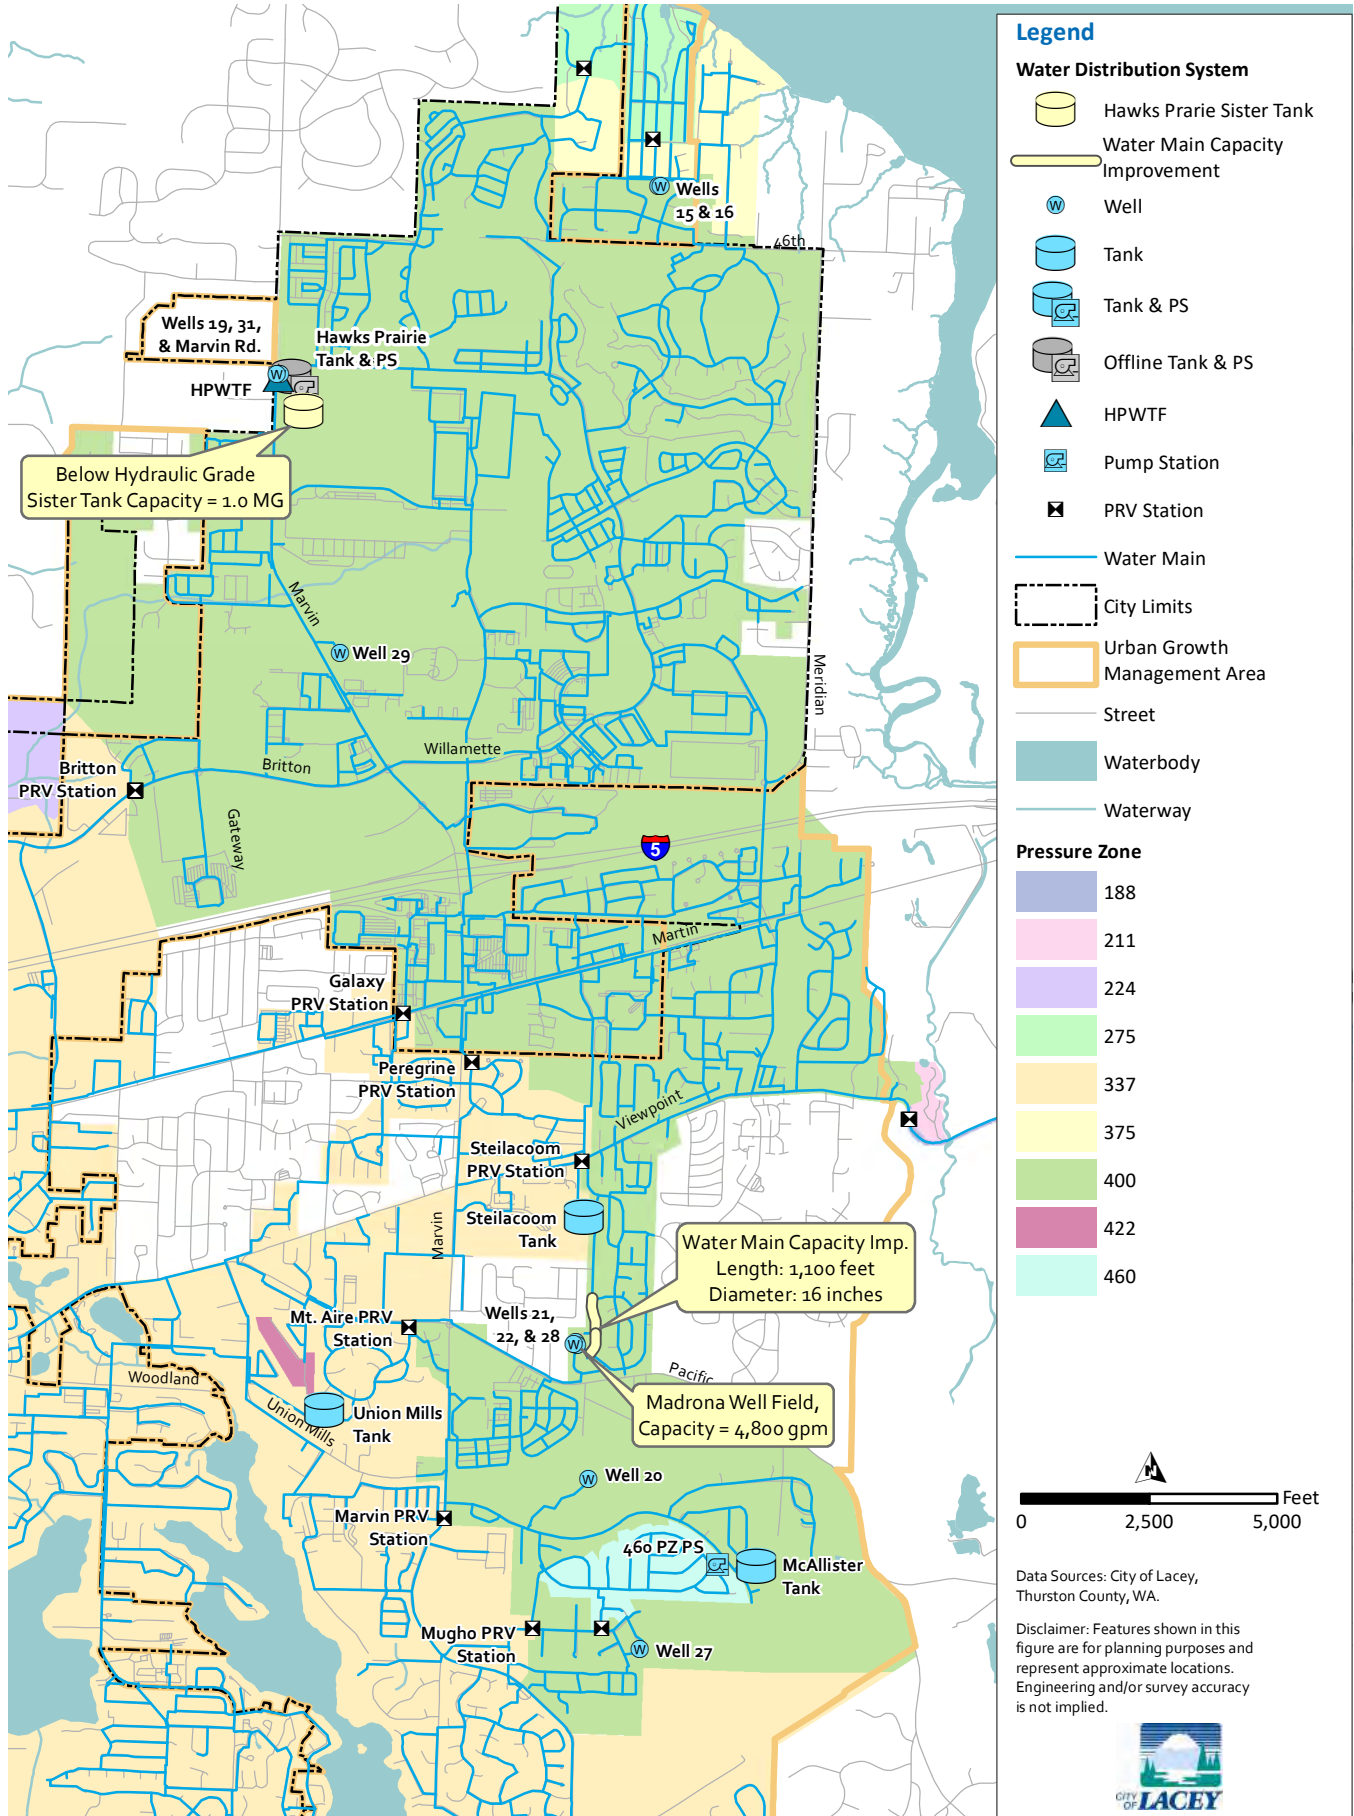 Legend
Water Distribution System
Hawks Prarie Sister Tank
Water Main Capacity
Improvement
Well
Tank
Tank & PS
Offline Tank & PS
HPWTF
Pump Station
PRV Station
Water Main
City Limits
Urban Growth
Management Area
Street
Waterbody
Waterway
Pressure Zone
188
211
224
275
337
375
400
422
460
N
Feet
0 2,500 5,000
Data Sources: City of Lacey,
Thurston County, WA.
Disclaimer: Features shown in this
figure are for planning purposes and
represent approximate locations.
Engineering and/or survey accuracy
is not implied.
CITY
OF LACEY
W
Wells
15 & 16
46th
Wells 19, 31,
& Marvin Rd.
Hawks Prairie
Tank & PS
W
HPWTF
Below Hydraulic Grade
Sister Tank Capacity = 1.0 MG
Marvin
W Well 29
Meridian
Willamette
Britton
Britton
PRV Station
Gateway
5
Martin
Galaxy
PRV Station
Peregrine
PRV Station
Viewpoint
Steilacoom
PRV Station
Steilacoom
Tank
Marvin
Water Main Capacity Imp.
Length: 1,100 feet
Diameter: 16 inches
Wells 21,
22, & 28
W
Mt. Aire PRV
Station
Pacific
Woodland
Madrona Well Field,
Capacity = 4,800 gpm
Union Mills
Union Mills
Tank
W Well 20
Marvin PRV
Station
460 PZ PS
McAllister
Tank
Mugho PRV
Station
W Well 27